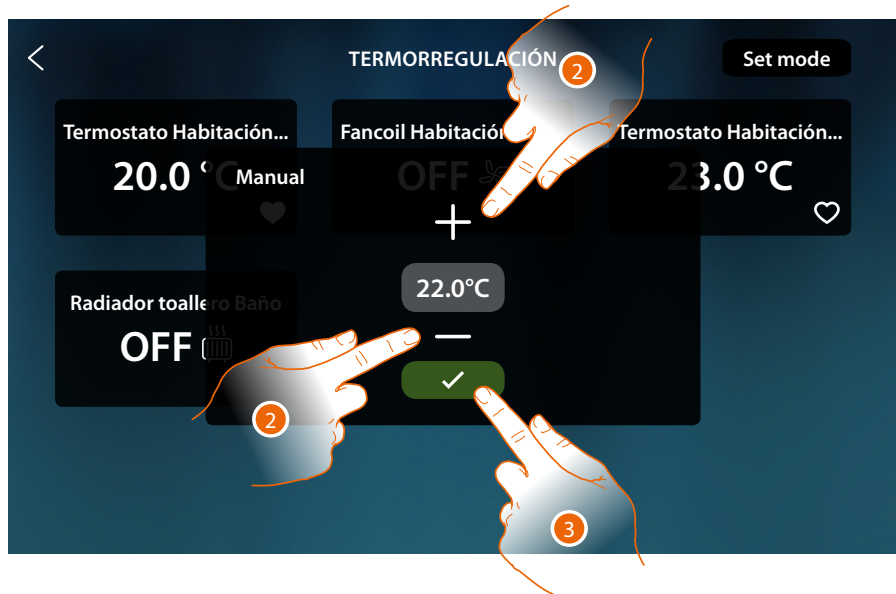 TERMORREGULACIÓN
Set mode
Termostato Habitación...
20.0 °C
Fancoil Habitación
OFF
Termostato Habitación...
23.0 °C
Manual
22.0°C
Radiador toallero Baño
OFF
2
2
3